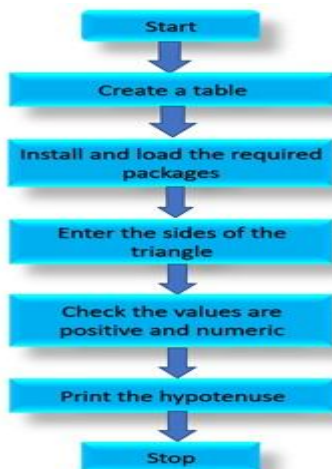 Start
Create a table
Install and load the required
packages
Enter the sides of the
triangle
Check the values are
positive and numeric
Print the hypotenuse
Stop